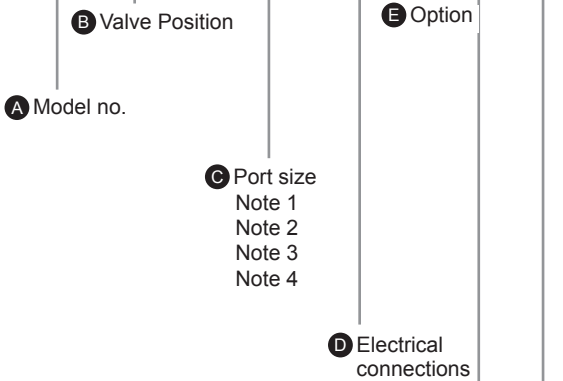 B Valve Position
E Option
A Model no.
C Port size
Note 1
Note 2
Note 3
Note 4
D Electrical
connections